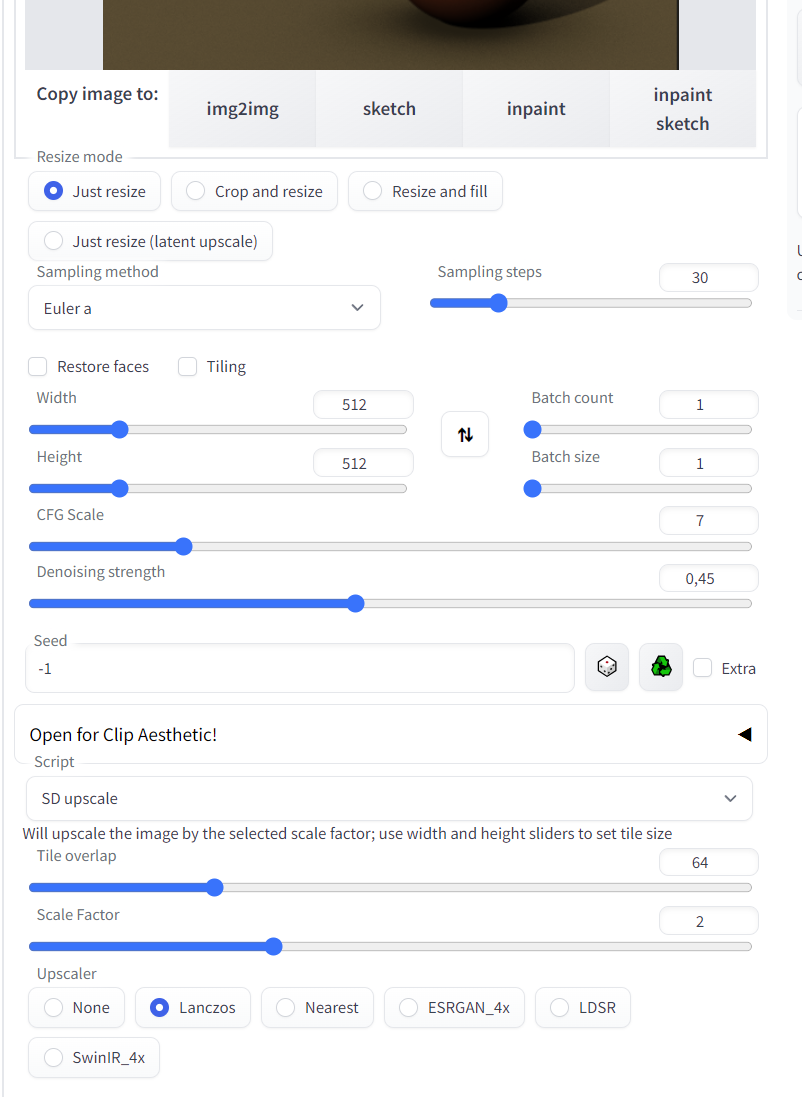 Copy image to:
img2img
sketch
inpaint
inpaint
sketch
Resize mode
Just resize
Crop and resize
Resize and fill
Just resize (latent upscale)
Sampling method
Euler a
Sampling steps
30
Restore faces
Tiling
Width
512
Height
512
Batch count
1
Batch size
1
CFG Scale
7
Denoising strength
0,45
Seed
-1
Extra
Open for Clip Aesthetic!
Script
SD upscale
Will upscale the image by the selected scale factor; use width and height sliders to set tile size
Tile overlap
64
Scale Factor
2
Upscaler
None
Lanczos
Nearest
ESRGAN_4x
LDSR
SwinIR_4x